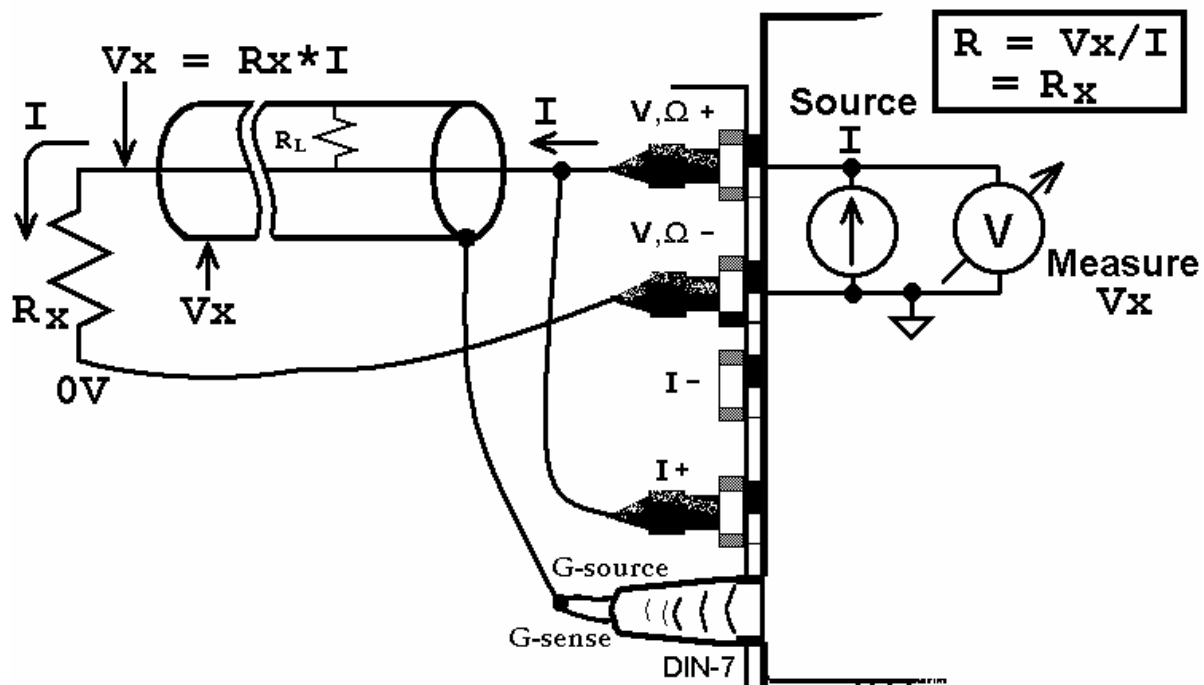 R = Vx/I
= Rx
Vx = Rx*I
Source
I
I
I
V,Ω +
RL
V,Ω -
V
Measure
Vx
Vx
Rx
0V
I -
I +
G-source
G-sense
DIN-7